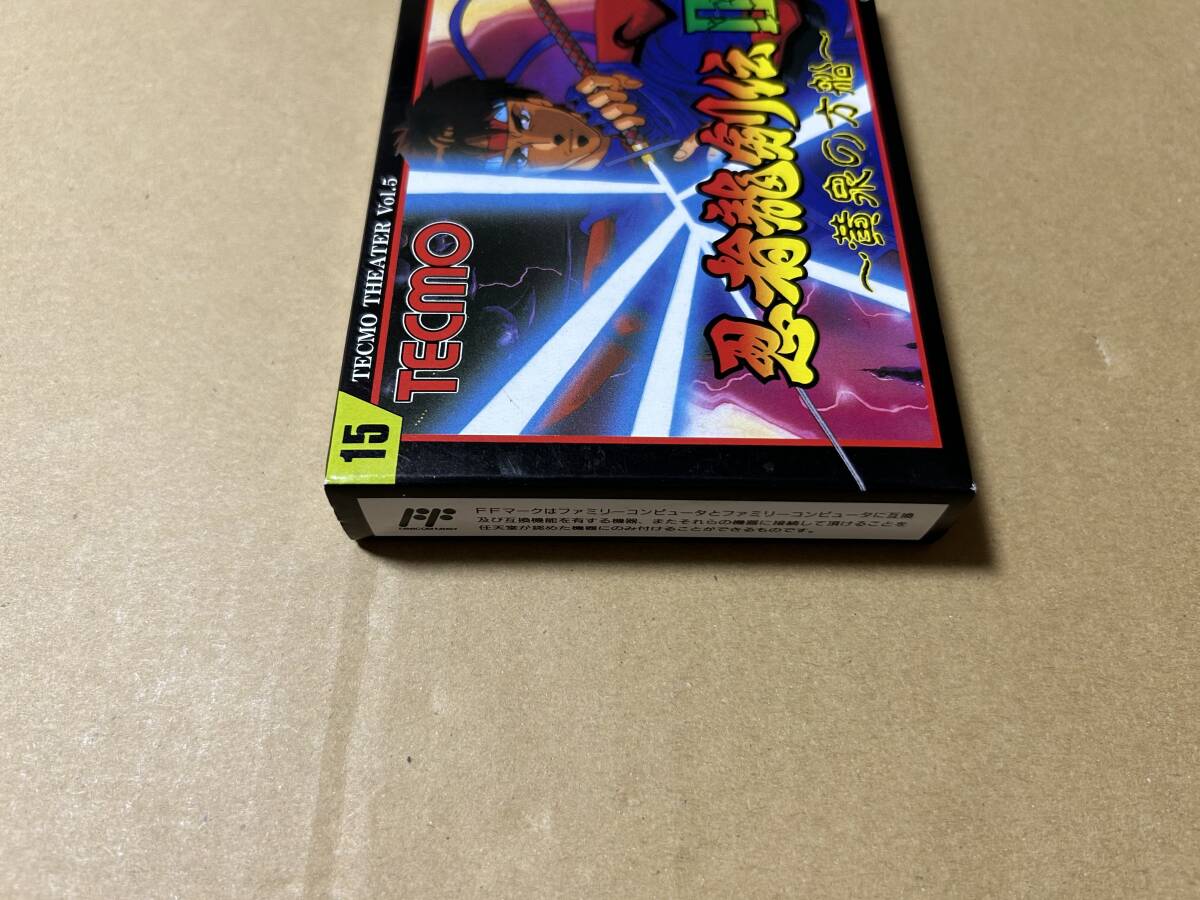 TECMO THEATER Vol.5
TECMO
忍者龍剣伝 III
～黄泉の方船～
15
FFマークはファミリーコンピュータとファミリーコンピュータに互換
及び互換機能を有する機器、またそれらの機器に接続して頂けることを
任天堂が認めた機器にのみ付けることができるものです。